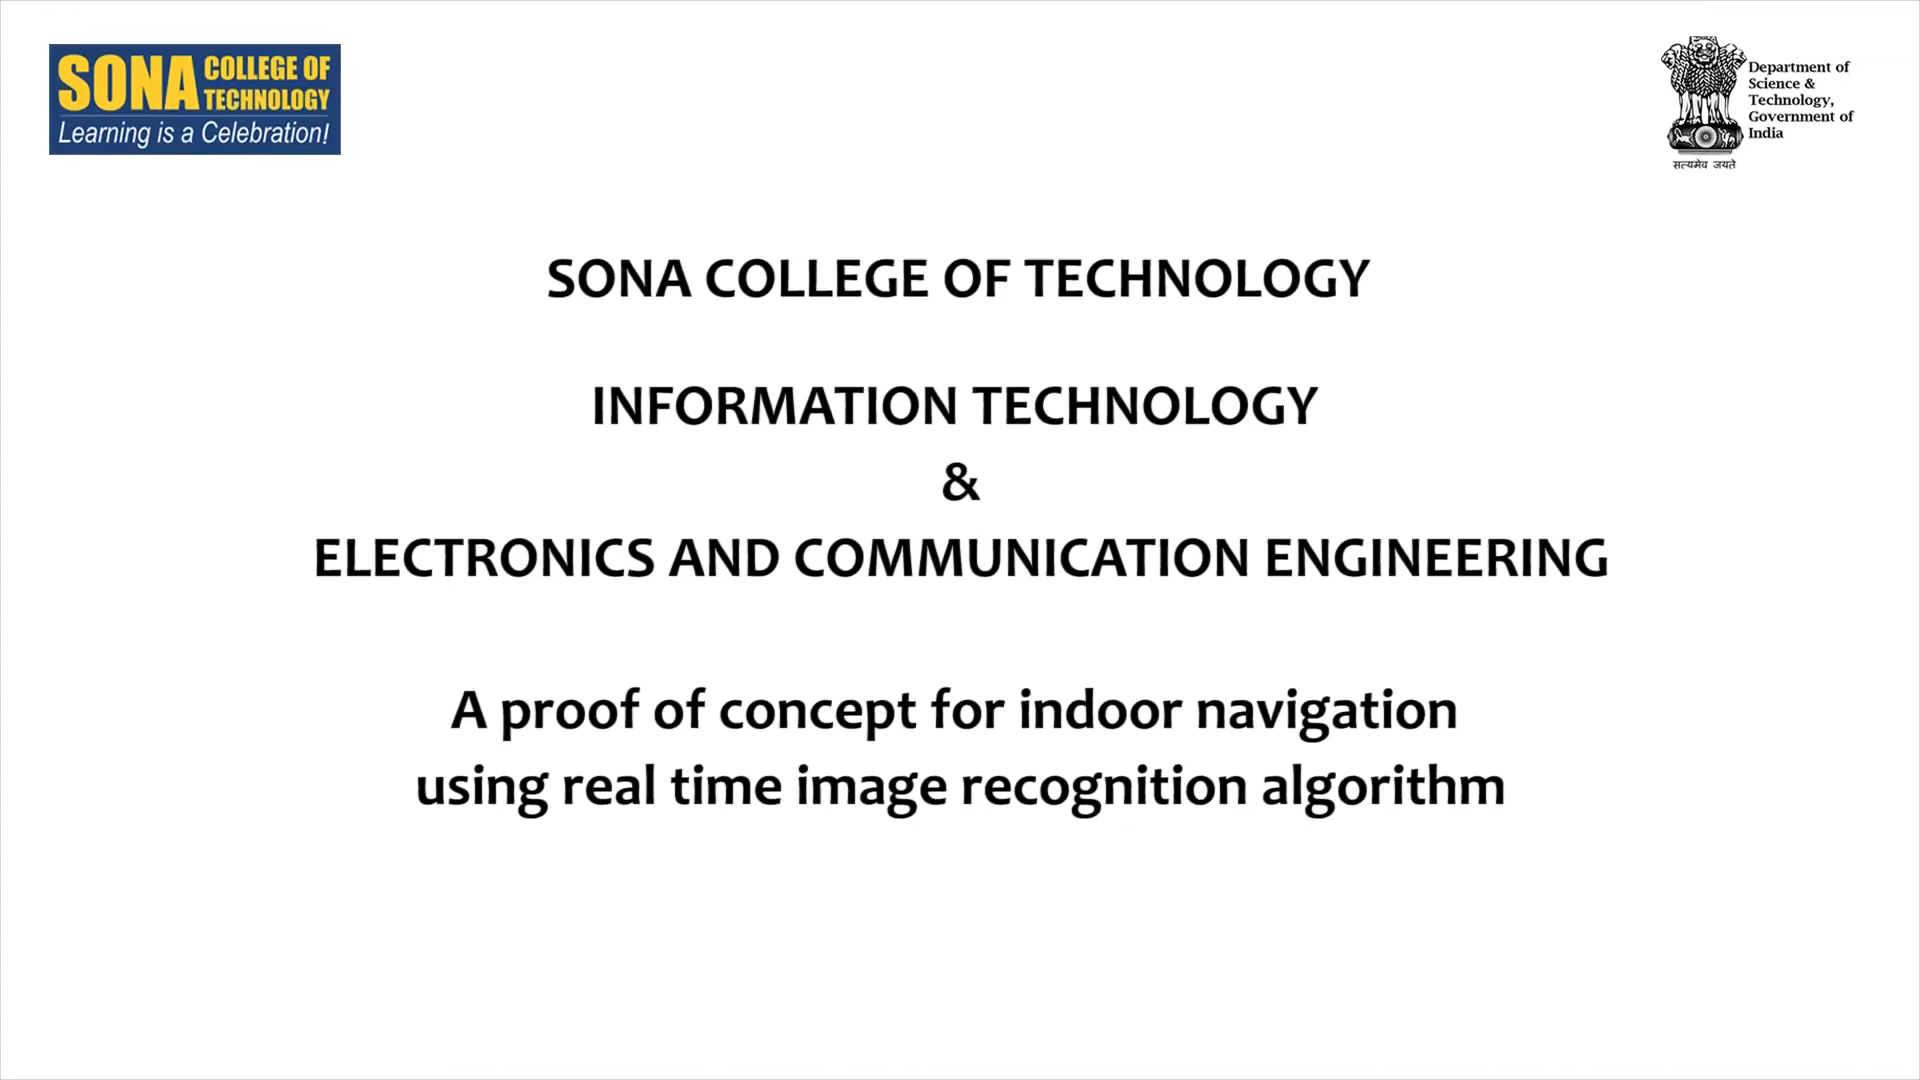 SONA COLLEGE OF
TECHNOLOGY
Learning is a Celebration!
Department of
Science &
Technology,
Government of
India
सत्यमेव जयते
SONA COLLEGE OF TECHNOLOGY
INFORMATION TECHNOLOGY
&
ELECTRONICS AND COMMUNICATION ENGINEERING
A proof of concept for indoor navigation
using real time image recognition algorithm